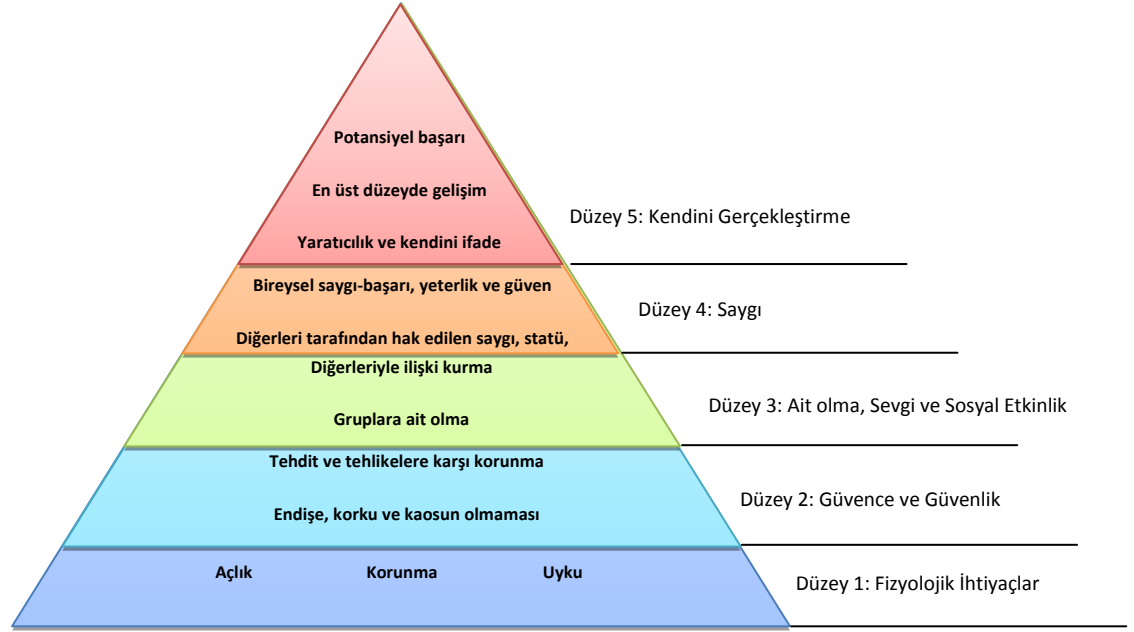 Potansiyel başarı
En üst düzeyde gelişim
Yaratıcılık ve kendini ifade
Düzey 5: Kendini Gerçekleştirme
Bireysel saygı-başarı, yeterlik ve güven
Diğerleri tarafından hak edilen saygı, statü,
Düzey 4: Saygı
Diğerleriyle ilişki kurma
Gruplara ait olma
Düzey 3: Ait olma, Sevgi ve Sosyal Etkinlik
Tehdit ve tehlikelere karşı korunma
Endişe, korku ve kaosun olmaması
Düzey 2: Güvence ve Güvenlik
Açlık Korunma Uyku
Düzey 1: Fizyolojik İhtiyaçlar